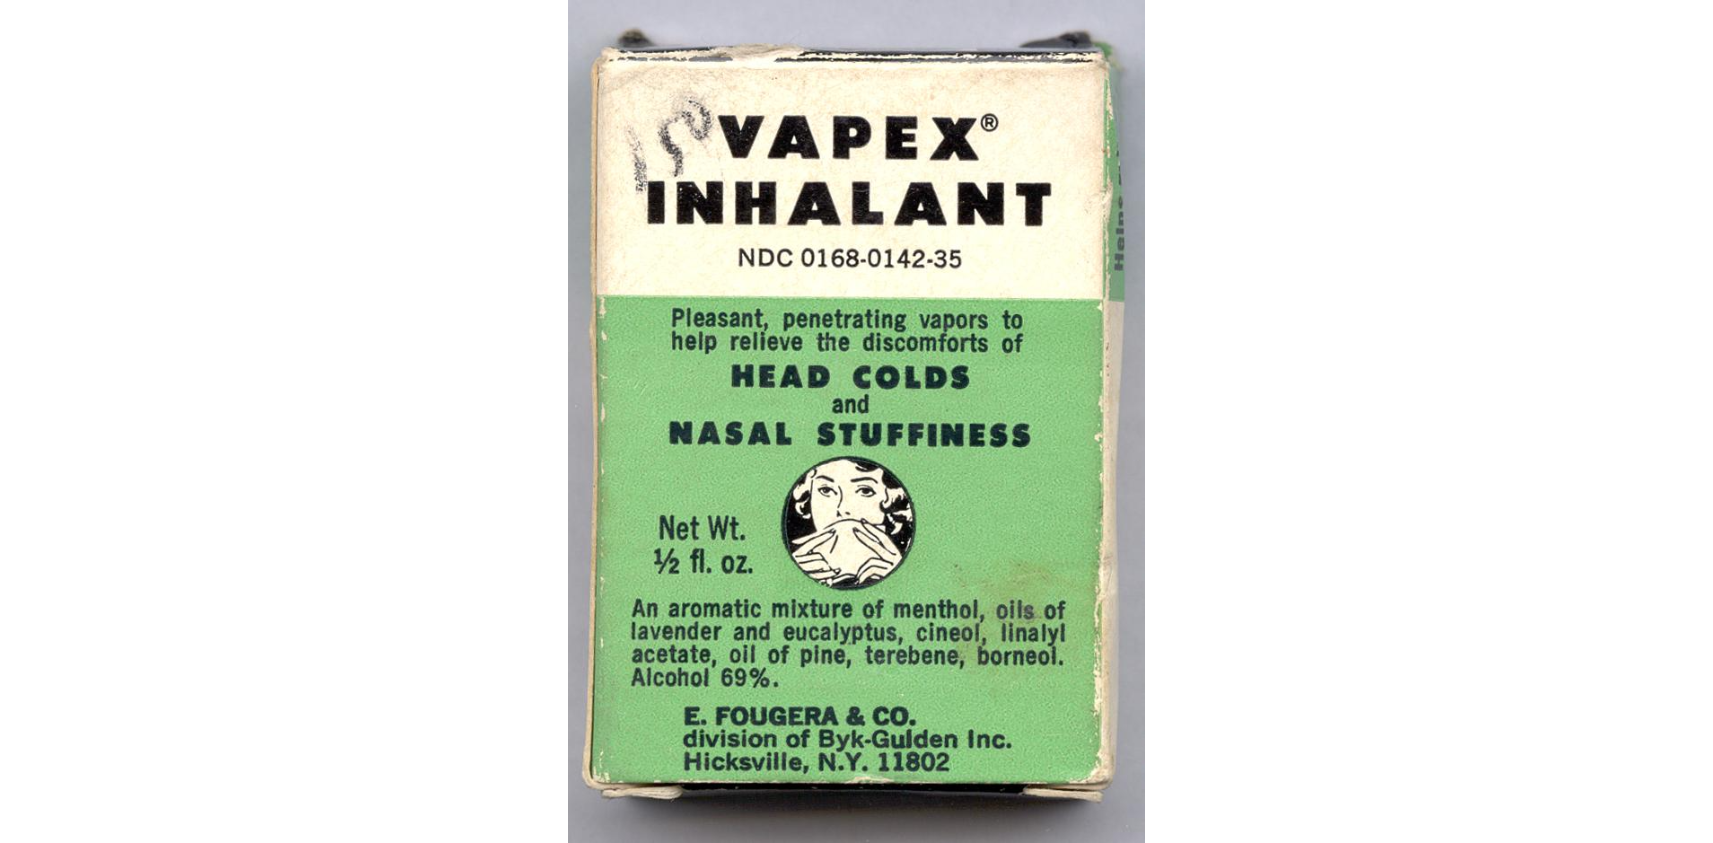 150
VAPEX®
INHALANT
NDC 0168-0142-35
Pleasant, penetrating vapors to
help relieve the discomforts of
HEAD COLDS
and
NASAL STUFFINESS
Net Wt.
½ fl. oz.
An aromatic mixture of menthol, oils of
lavender and eucalyptus, cineol, linalyl
acetate, oil of pine, terebene, borneol.
Alcohol 69%.
E. FOUGERA & CO.
division of Byk-Gulden Inc.
Hicksville, N.Y. 11802
Helps